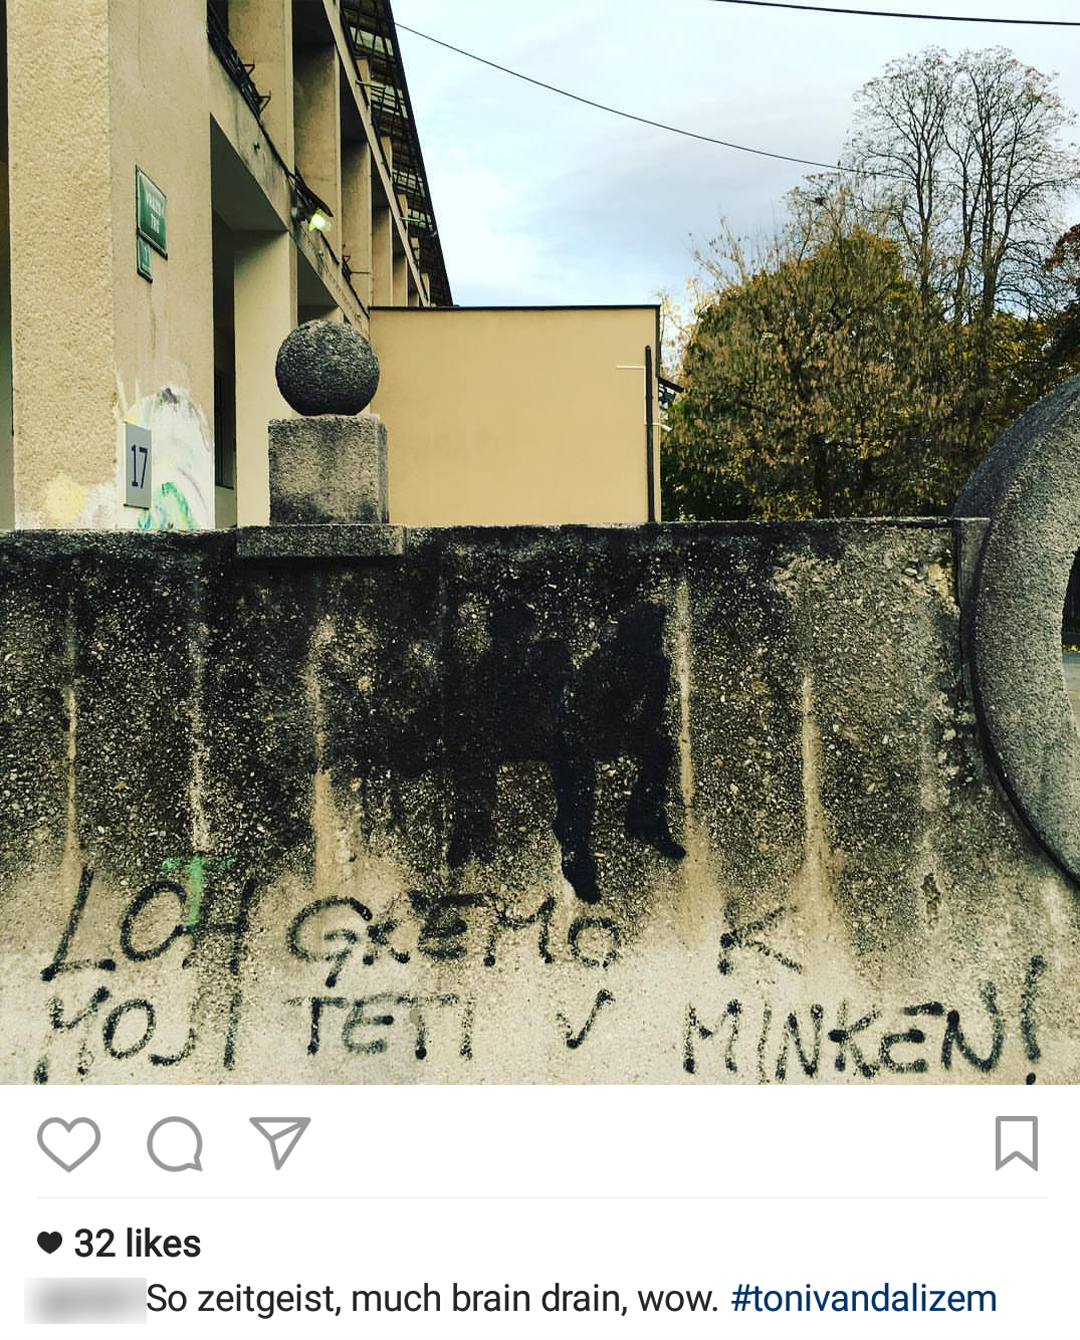 17
LOH GREMO K
MOJI TETI V MINKEN!
32 likes
So zeitgeist, much brain drain, wow. #tonivandalizem